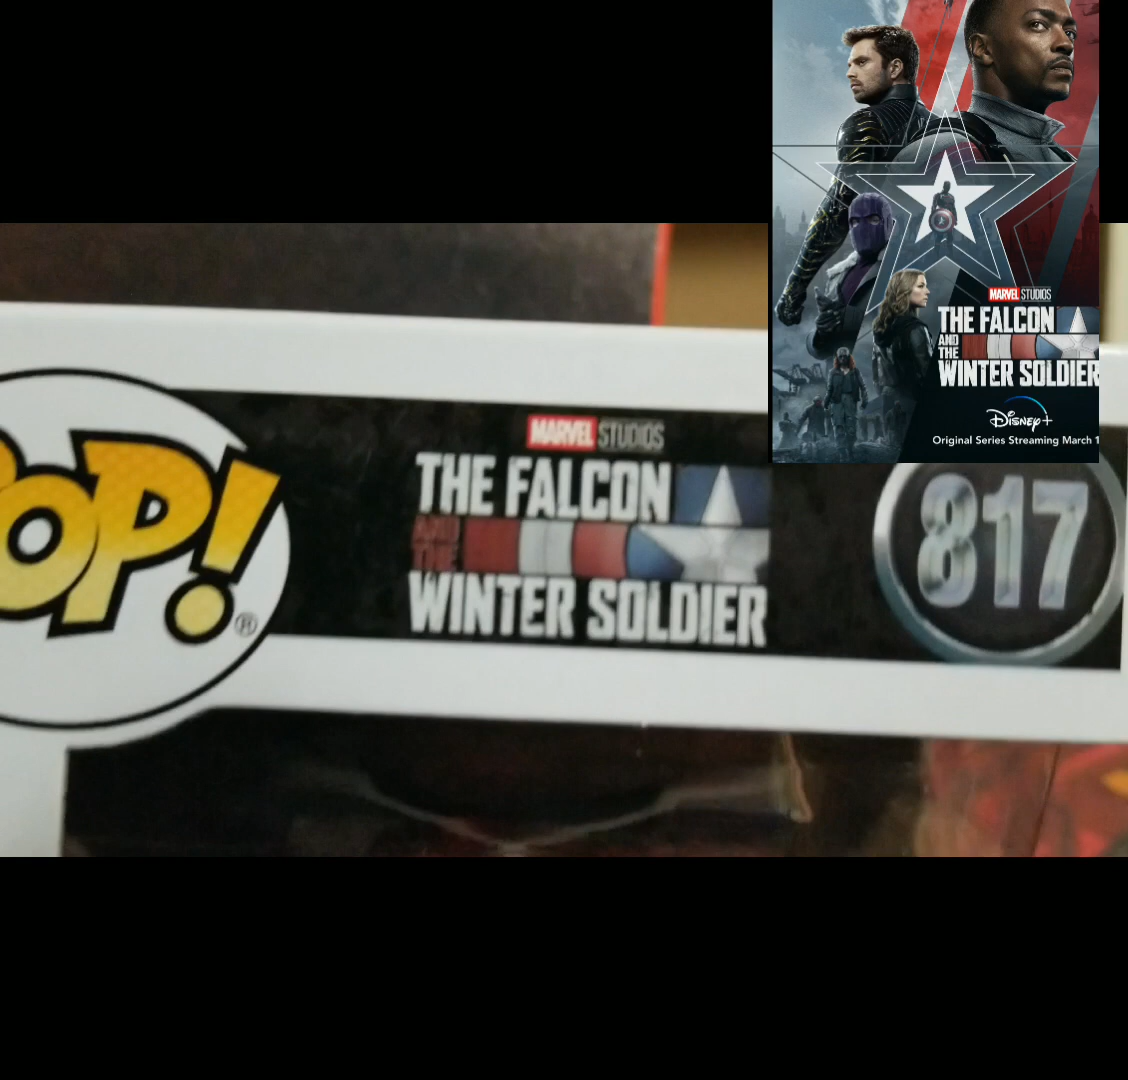 MARVEL STUDIOS
THE FALCON
AND
THE
WINTER SOLDIER
Disney+
Original Series Streaming March 1
POP!
®
MARVEL STUDIOS
THE FALCON
AND
THE
WINTER SOLDIER
817